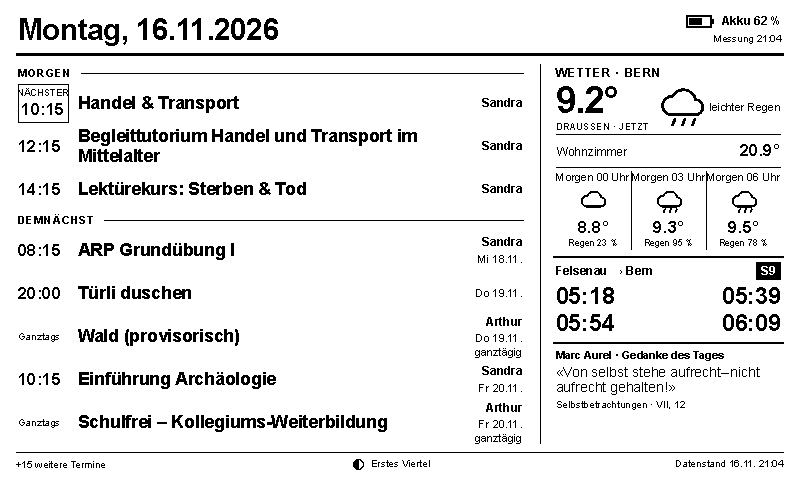 Montag, 16.11.2026
Akku 62 %
Messung 21:04
MORGEN
NÄCHSTER
10:15 Handel & Transport Sandra
12:15 Begleittutorium Handel und Transport im
Mittelalter Sandra
14:15 Lektürekurs: Sterben & Tod Sandra
DEMNÄCHST
08:15 ARP Grundübung I Sandra
Mi 18.11.
20:00 Türli duschen Do 19.11.
Ganztags Wald (provisorisch) Arthur
Do 19.11.
ganztägig
10:15 Einführung Archäologie Sandra
Fr 20.11.
Ganztags Schulfrei – Kollegiums-Weiterbildung Arthur
Fr 20.11.
ganztägig
WETTER · BERN
9.2° leichter Regen
DRAUSSEN · JETZT
Wohnzimmer 20.9°
Morgen 00 Uhr Morgen 03 Uhr Morgen 06 Uhr
8.8° 9.3° 9.5°
Regen 23 % Regen 95 % Regen 78 %
Felsenau › Bern S9
05:18 05:39
05:54 06:09
Marc Aurel · Gedanke des Tages
«Von selbst stehe aufrecht–nicht
aufrecht gehalten!»
Selbstbetrachtungen · VII, 12
+15 weitere Termine
Erstes Viertel
Datenstand 16.11. 21:04